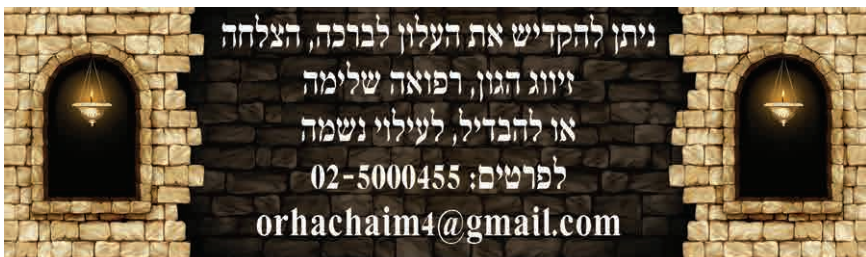 ניתן להקדיש את העלון לברכה, הצלחה
זיווג הגון, רפואה שלימה
או להבדיל, לעילוי נשמה
לפרטים: 02-5000455
orhachaim4@gmail.com